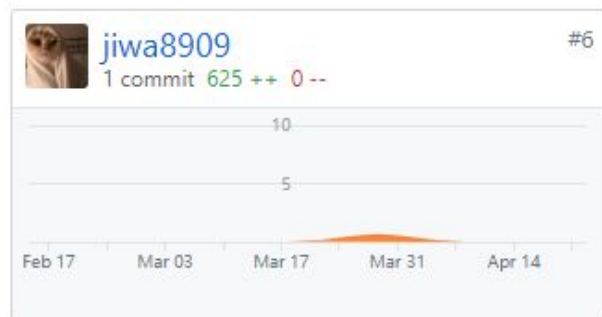 jiwa8909 #6
1 commit 625 ++ 0 --
10
5
Feb 17 Mar 03 Mar 17 Mar 31 Apr 14